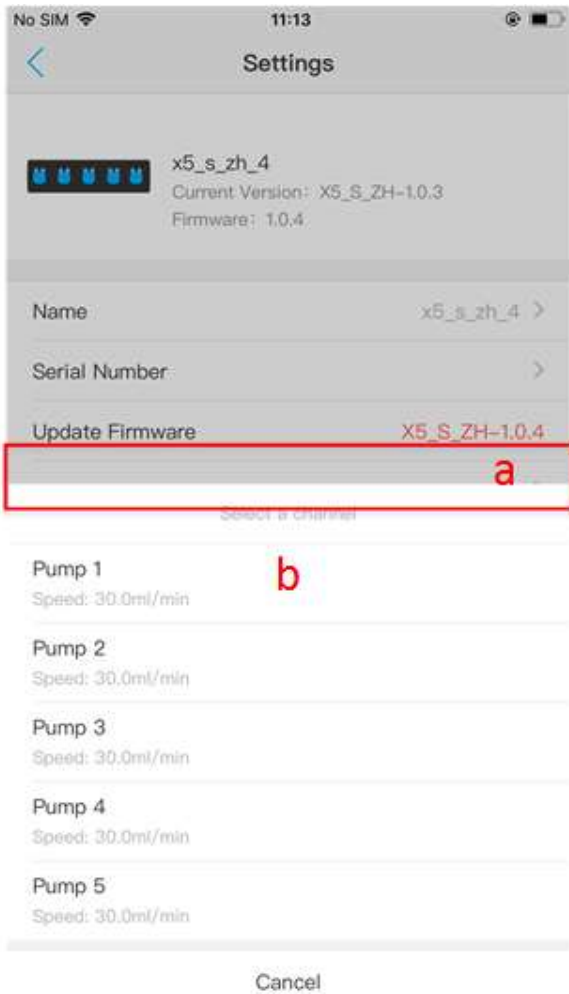 No SIM 11:13
Settings
x5_s_zh_4
Current Version: X5_S_ZH-1.0.3
Firmware: 1.0.4
Name x5_s_zh_4
Serial Number
Update Firmware X5_S_ZH-1.0.4
a
Select a channel
b
Pump 1
Speed: 30.0ml/min
Pump 2
Speed: 30.0ml/min
Pump 3
Speed: 30.0ml/min
Pump 4
Speed: 30.0ml/min
Pump 5
Speed: 30.0ml/min
Cancel